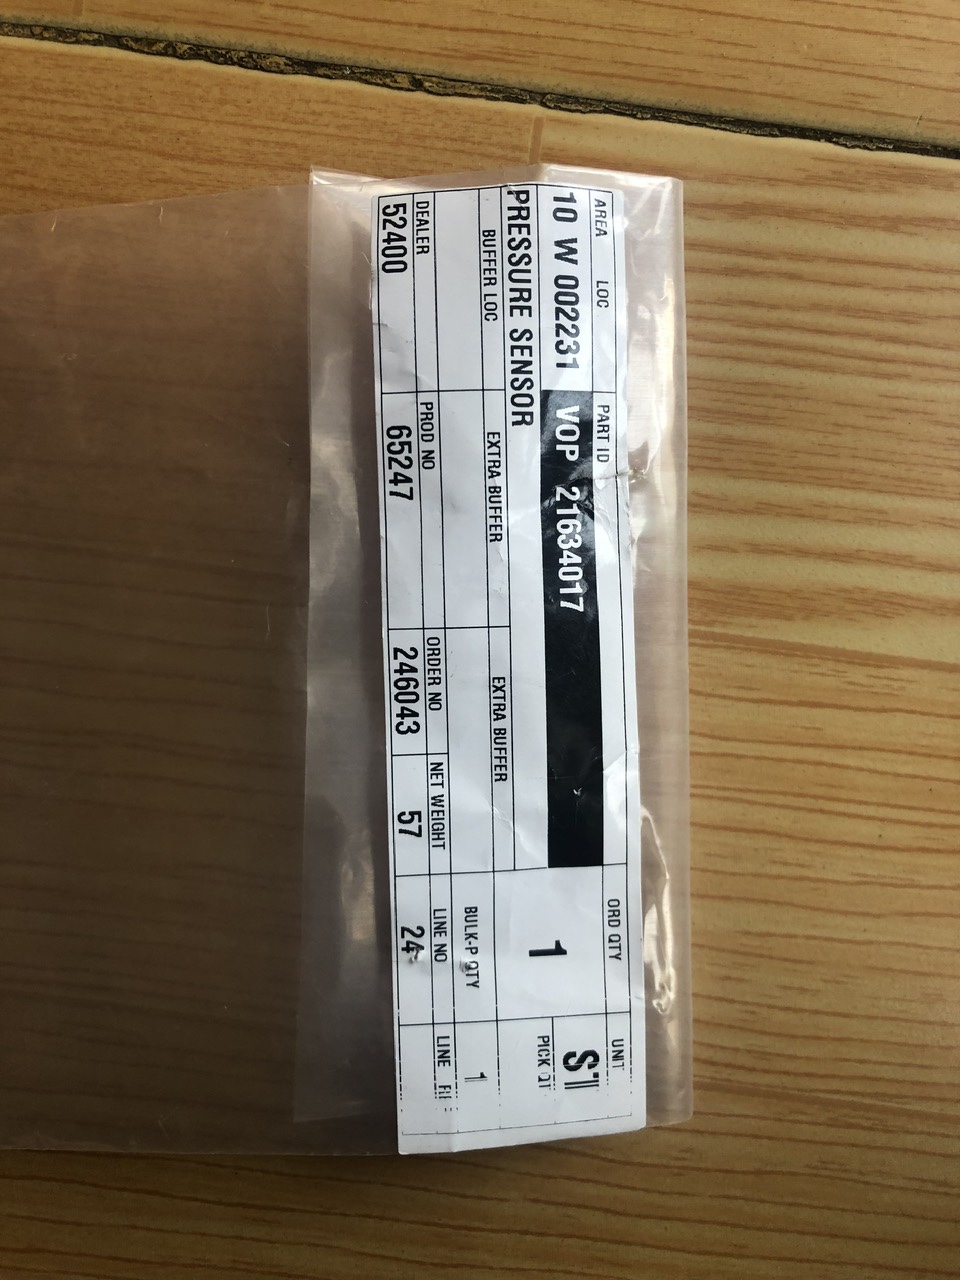 AREA LOC PART ID ORD QTY UNIT
10 W 002231 VOP 21634017 1 ST
PRESSURE SENSOR PICK QT
BUFFER LOC EXTRA BUFFER EXTRA BUFFER BULK-P QTY 1
DEALER PROD NO ORDER NO NET WEIGHT LINE NO LINE
52400 65247 246043 57 24